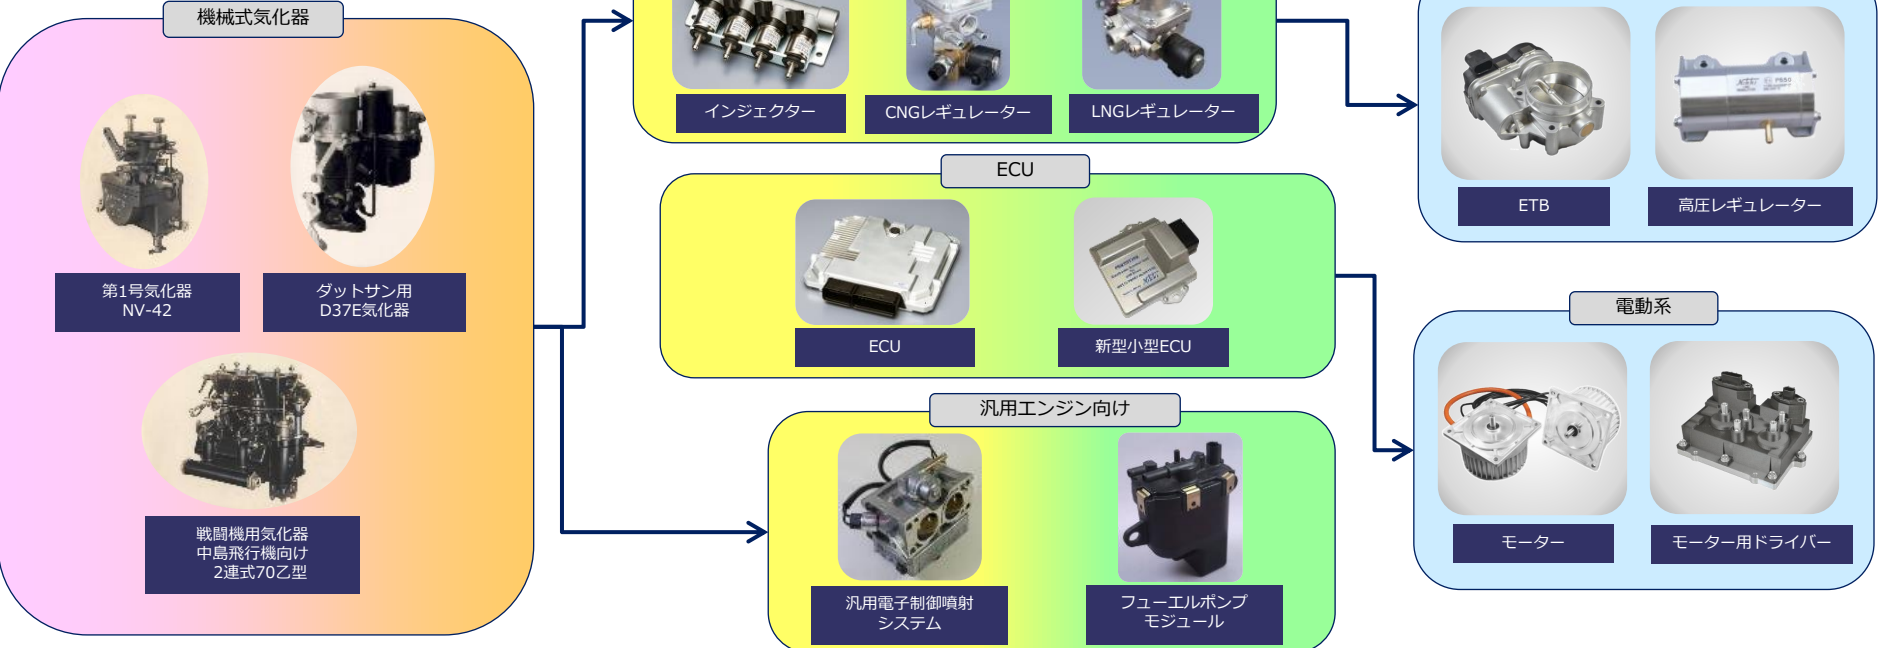 機械式気化器
第1号気化器
NV-42
ダットサン用
D37E気化器
戦闘機用気化器
中島飛行機向け
2連式70乙型
インジェクター
CNGレギュレーター
LNGレギュレーター
ECU
ECU
新型小型ECU
汎用エンジン向け
汎用電子制御噴射
システム
フューエルポンプ
モジュール
ETB
高圧レギュレーター
電動系
モーター
モーター用ドライバー